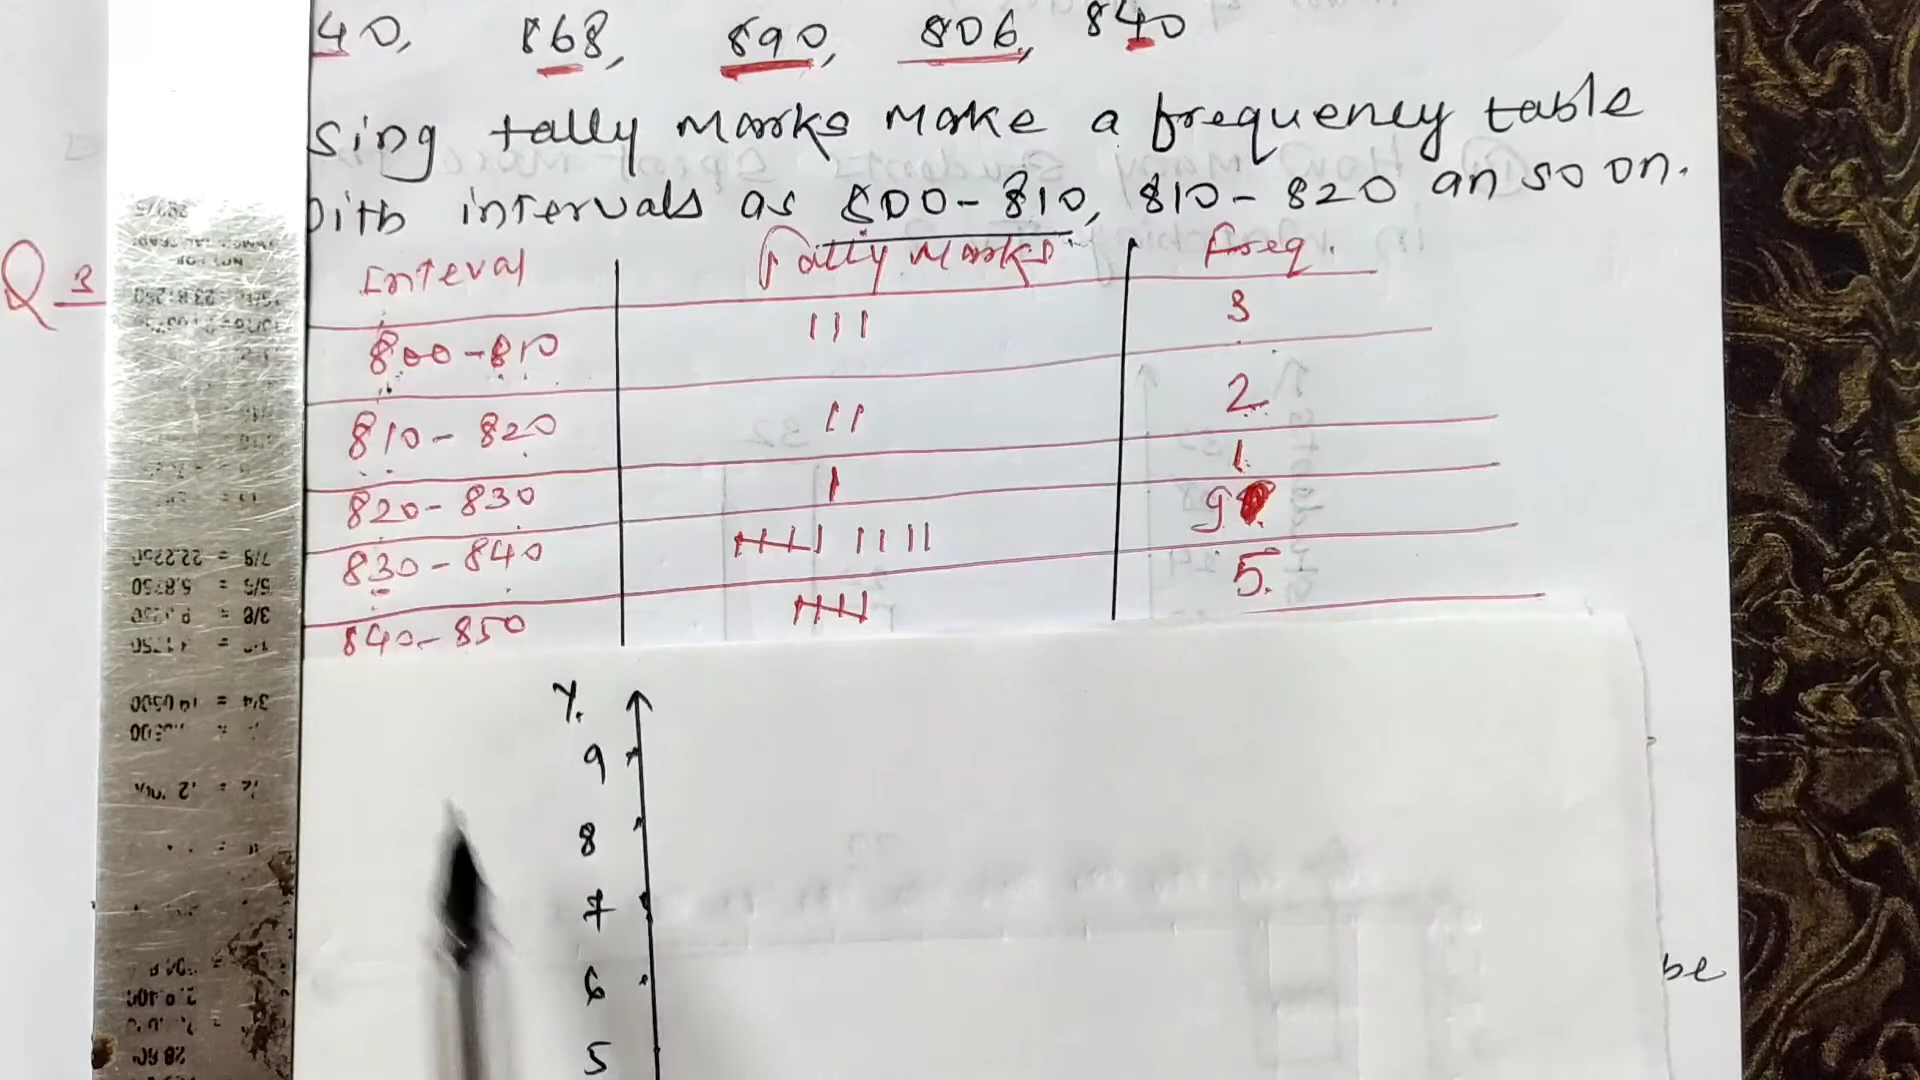 40, 868, 890, 806, 840
sing tally marks make a frequency table
ith intervals as 800-810, 810-820 an so on.
Q 3
Interval Tally Marks Freq.
800-810 ||| 3
810-820 || 2
820-830 | 1
830-840 |||| |||| 9
840-850 |||| 5.
Y.
9
8
7
6
5
be